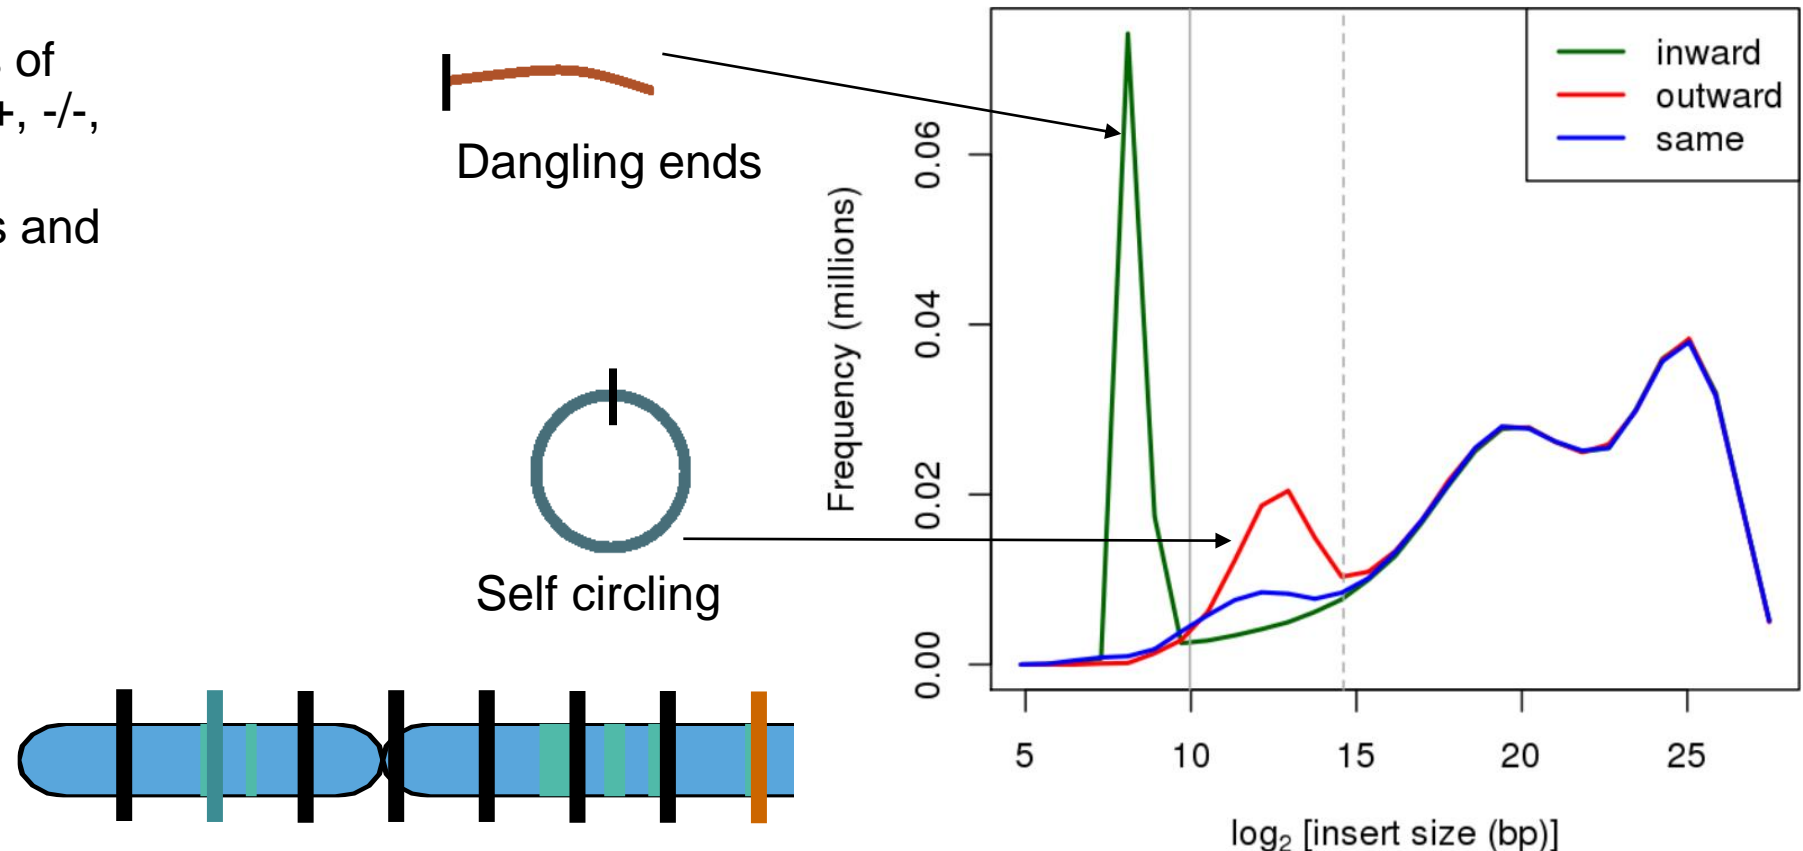 of
+, -/-,
s and
Dangling ends
Self circling
inward
outward
same
Frequency (millions)
0.06
0.04
0.02
0.00
5 10 15 20 25
log₂ [insert size (bp)]